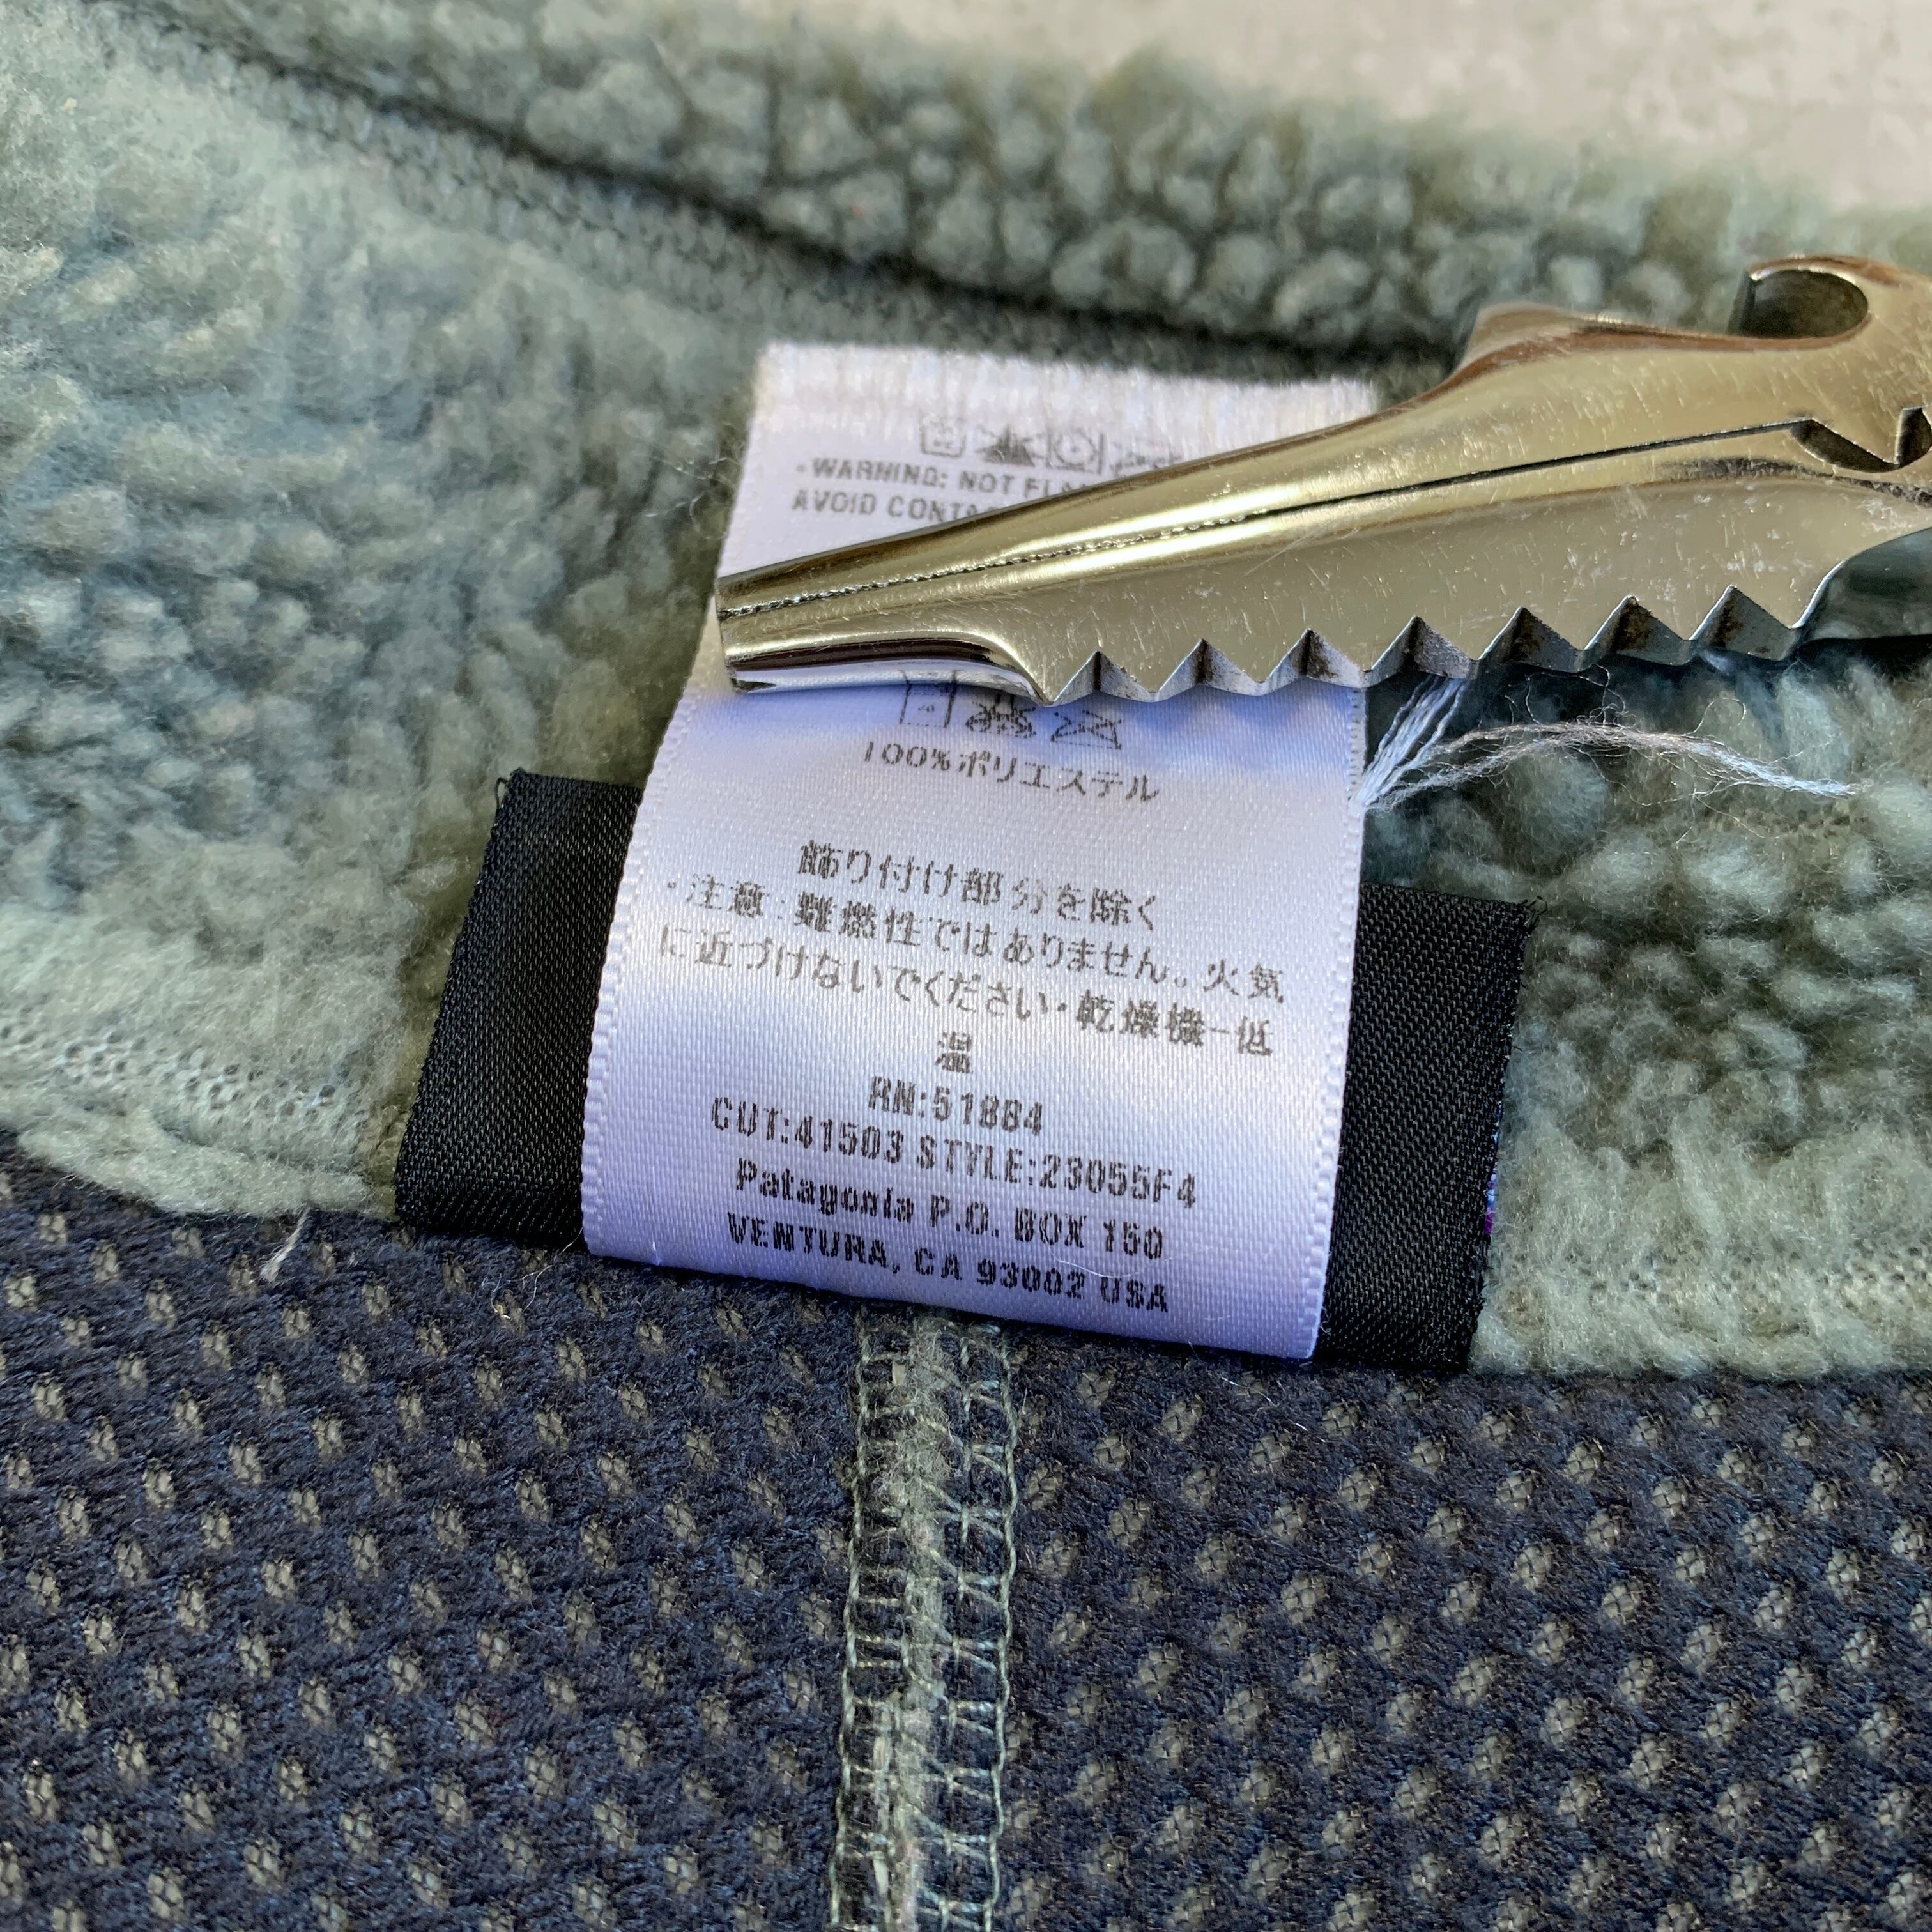 ・WARNING: NOT
AVOID
100%ポリエステル
飾り付け部分を除く
・注意:難燃性ではありません。火気
に近づけないでください・乾燥機-低
温
RN:51884
CUT:41503 STYLE:23055F4
Patagonia P.O. BOX 150
VENTURA, CA 93002 USA